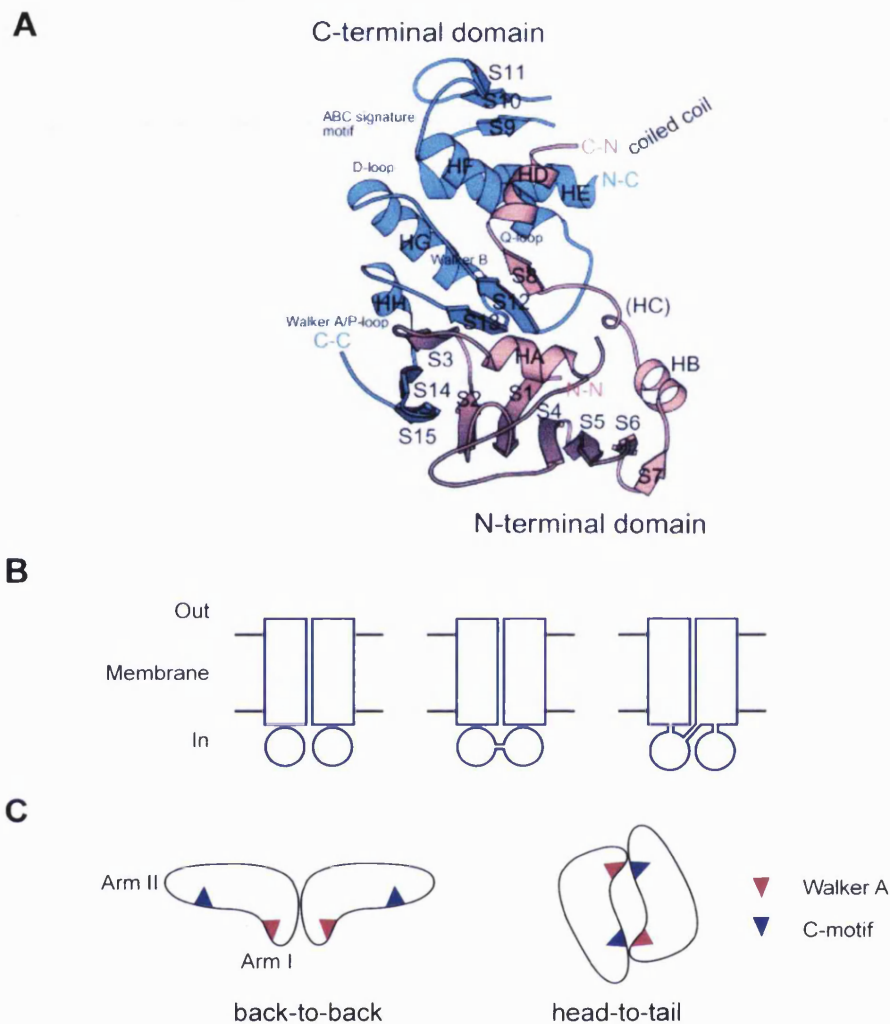 A
C-terminal domain
S11
S10
ABC signature
motif
S9
C-N coiled coil
D-loop
HF
HD
HE
N-C
HG
Q-loop
Walker B
S8
HH
S12
(HC)
Walker A/P-loop
S13
C-C
S3
HA
HB
S14
S2
S1
N-N
S4
S15
S5
S6
S7
N-terminal domain
B
Out
Membrane
In
C
Arm II
Walker A
C-motif
Arm I
back-to-back
head-to-tail